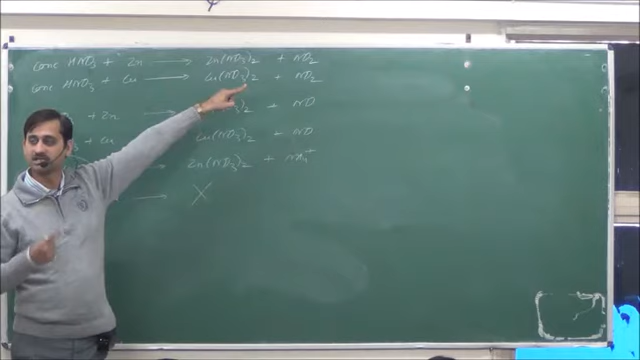 conc HNO3 + Zn → Zn(NO3)2 + NO2
conc HNO3 + Cu → Cu(NO3)2 + NO2
+ Zn → )2 + NO
+ Cu Cu(NO3)2 + NO
→ Zn(NO3)2 + NH4+
→ X